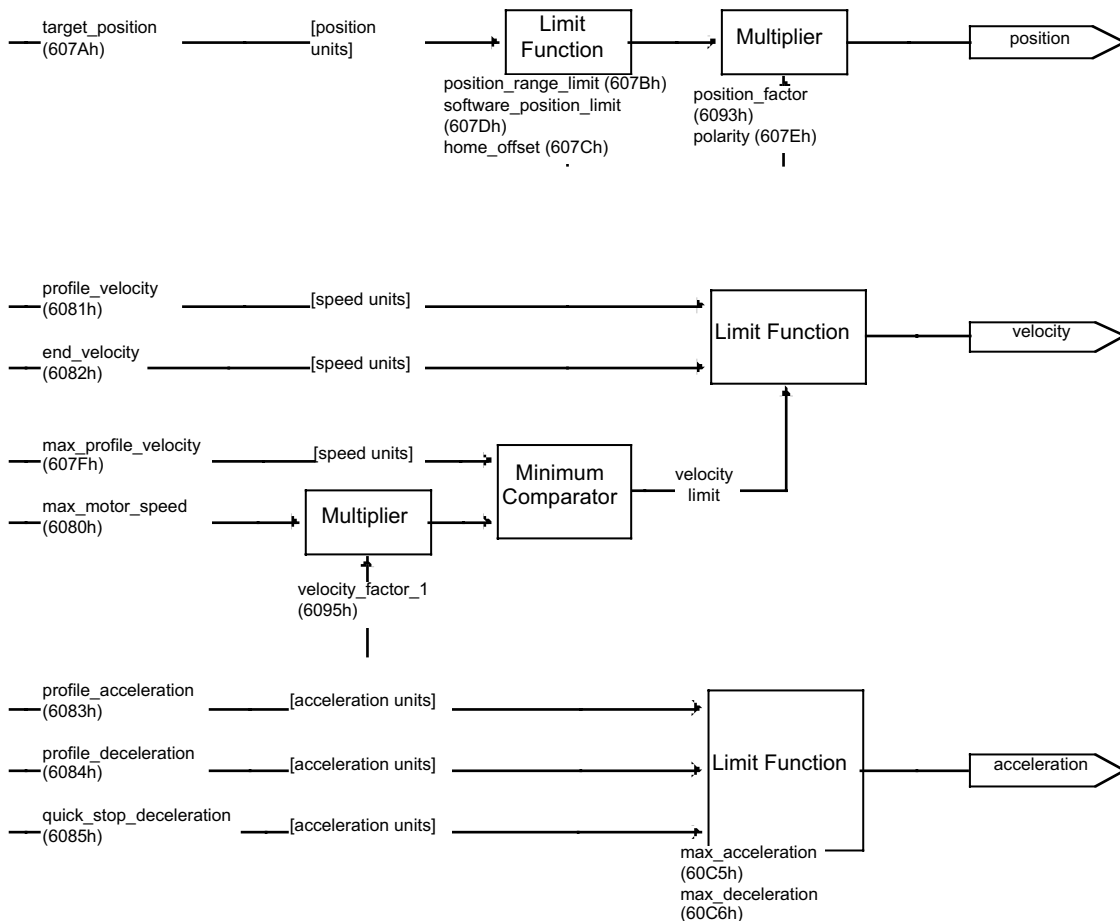 target_position
(607Ah)
[position
units]
Limit
Function
Multiplier
position
position_range_limit (607Bh)
software_position_limit
(607Dh)
home_offset (607Ch)
position_factor
(6093h)
polarity (607Eh)
profile_velocity
(6081h)
[speed units]
end_velocity
(6082h)
[speed units]
Limit Function
velocity
max_profile_velocity
(607Fh)
[speed units]
max_motor_speed
(6080h)
Multiplier
Minimum
Comparator
velocity
limit
velocity_factor_1
(6095h)
profile_acceleration
(6083h)
[acceleration units]
profile_deceleration
(6084h)
[acceleration units]
quick_stop_deceleration
(6085h)
[acceleration units]
Limit Function
acceleration
max_acceleration
(60C5h)
max_deceleration
(60C6h)